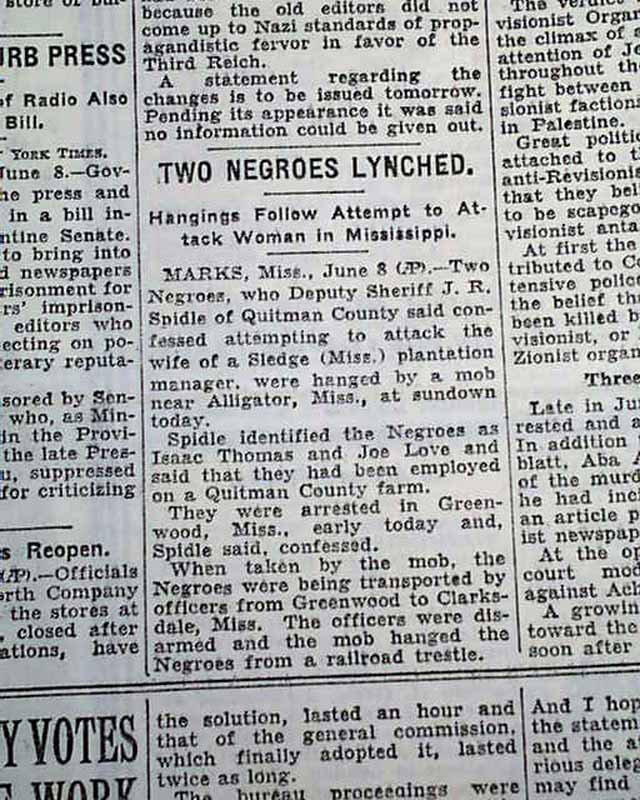 URB PRESS
of Radio Also
Bill.
YORK TIMES.
June 8.—Gov-
he press and
in a bill in-
ntine Senate.
to bring into
d newspapers
risonment for
rs' imprison-
editors who
ecting on po-
erary reputa-
sored by Sen-
who, as Min-
in the Provi-
the late Pres-
u, suppressed
for criticizing
s Reopen.
(AP).—Officials
orth Company
the stores at
, closed after
ations, have
because the old editors did not
come up to Nazi standards of prop-
agandistic fervor in favor of the
Third Reich.
A statement regarding the
changes is to be issued tomorrow.
Pending its appearance it was said
no information could be given out.
TWO NEGROES LYNCHED.
Hangings Follow Attempt to At-
tack Woman in Mississippi.
MARKS, Miss., June 8 (AP).—Two
Negroes, who Deputy Sheriff J. R.
Spidle of Quitman County said con-
fessed attempting to attack the
wife of a Sledge (Miss.) plantation
manager, were hanged by a mob
near Alligator, Miss., at sundown
today.
Spidle identified the Negroes as
Isaac Thomas and Joe Love and
said that they had been employed
on a Quitman County farm.
They were arrested in Green-
wood, Miss., early today and,
Spidle said, confessed.
When taken by the mob, the
Negroes were being transported by
officers from Greenwood to Clarks-
dale, Miss. The officers were dis-
armed and the mob hanged the
Negroes from a railroad trestle.
visionist Organ
the climax of a
attention of Je
throughout th
fight between
sionist faction
in Palestine.
Great politic
attached to t
anti-Revisionis
that they bel
to be scapego
visionist anta
At first the
tributed to Co
tensive police
the belief tha
been killed b
visionist, or
Zionist organ
Three
Late in Jun
rested and a
In addition
blatt, Aba A
of the murd
he had inci
an article p
ist newspap
At the op
court mod
against Ach
A growin
toward the
soon after
Y VOTES
WORK
the solution, lasted an hour and
that of the general commission,
which finally adopted it, lasted
twice as long.
The bureau proceedings were
And I hop
the statem
and the a
rious deleg
may find